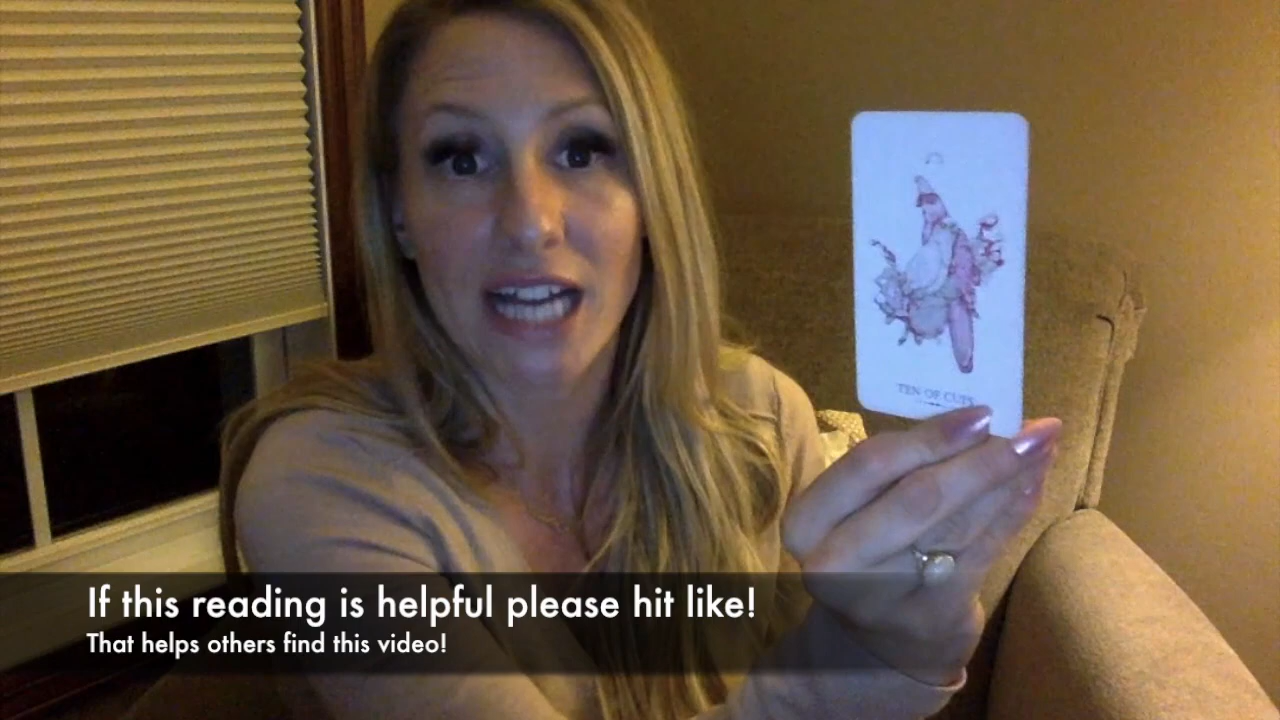 TEN OF CUPS
If this reading is helpful please hit like!
That helps others find this video!